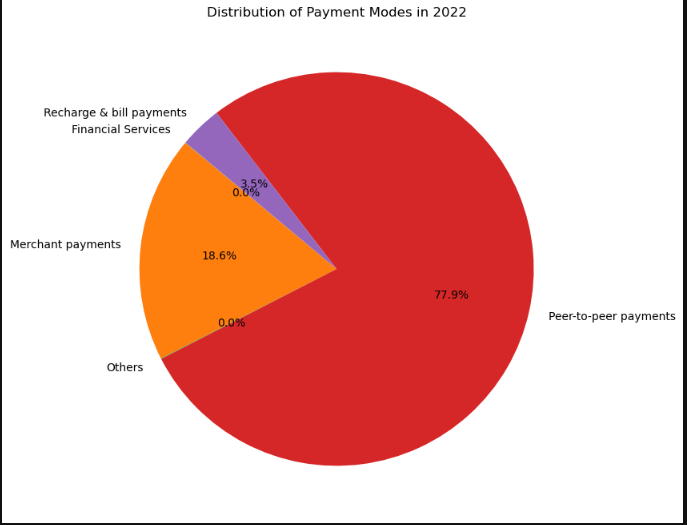 Distribution of Payment Modes in 2022
Recharge & bill payments
Financial Services
3.5%
0.0%
Merchant payments
18.6%
77.9%
Peer-to-peer payments
0.0%
Others